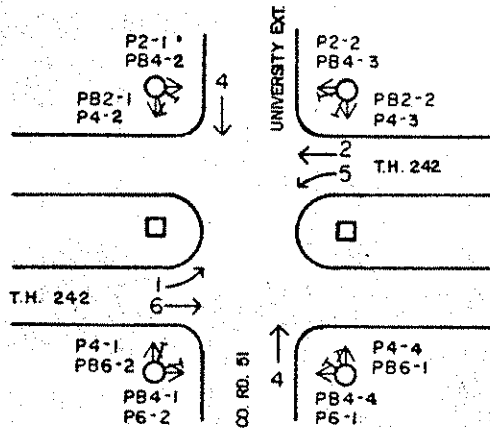 P2-1
PB4-2
PB2-1
P4-2
4
UNIVERSITY EXT.
P2-2
PB4-3
PB2-2
P4-3
2
5
T.H. 242
1
6
T.H. 242
P4-1
PB6-2
PB4-1
P6-2
CO. RD. 51
4
P4-4
PB6-1
PB4-4
P6-1